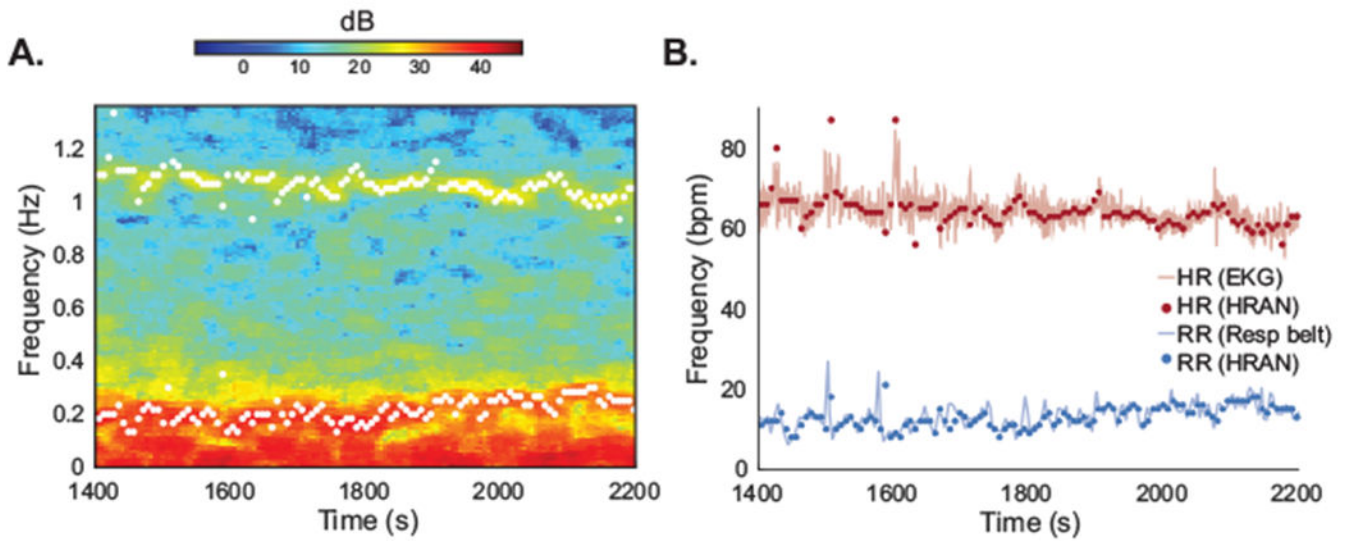 A.
dB
0 10 20 30 40
Frequency (Hz)
1.2
1
0.8
0.6
0.4
0.2
0
1400 1600 1800 2000 2200
Time (s)
B.
Frequency (bpm)
80
60
40
20
0
HR (EKG)
HR (HRAN)
RR (Resp belt)
RR (HRAN)
1400 1600 1800 2000 2200
Time (s)